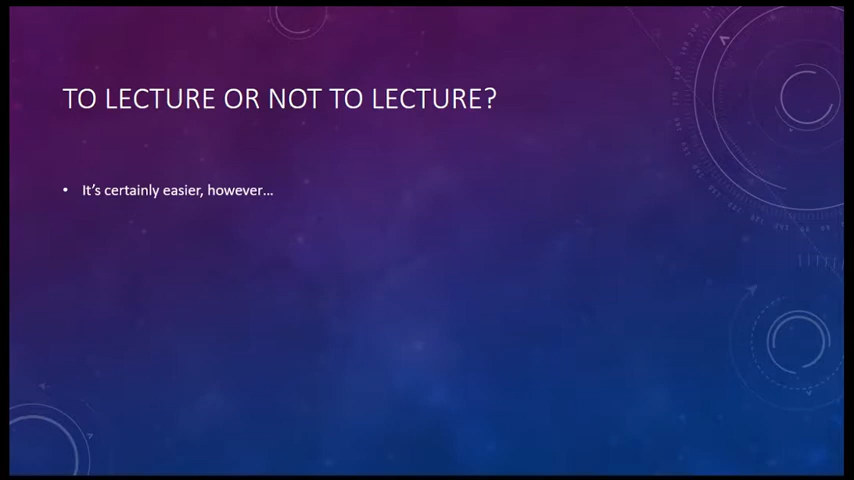 TO LECTURE OR NOT TO LECTURE?
• It's certainly easier, however…